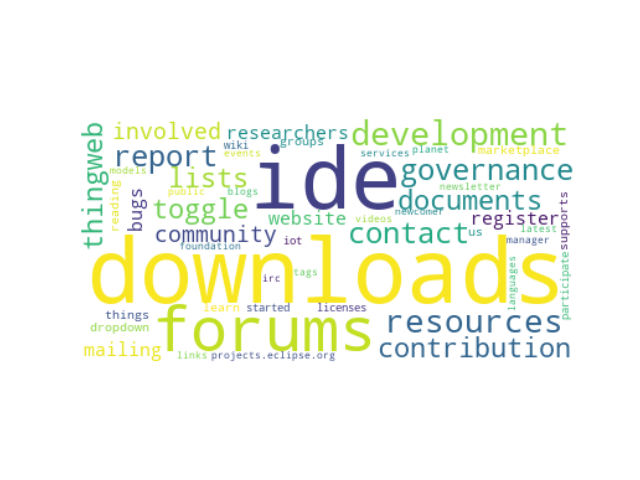 involved
researchers
development
wiki
groups
events
services
planet
marketplace
thingweb
report
ide
governance
models
lists
public
blogs
newsletter
reading
bugs
toggle
website
videos
newcomer
documents
register
supports
community
contact
us
latest
foundation
iot
manager
downloads
irc
tags
languages
participate
things
learn
started
licenses
dropdown
forums
resources
mailing
links
projects.eclipse.org
contribution